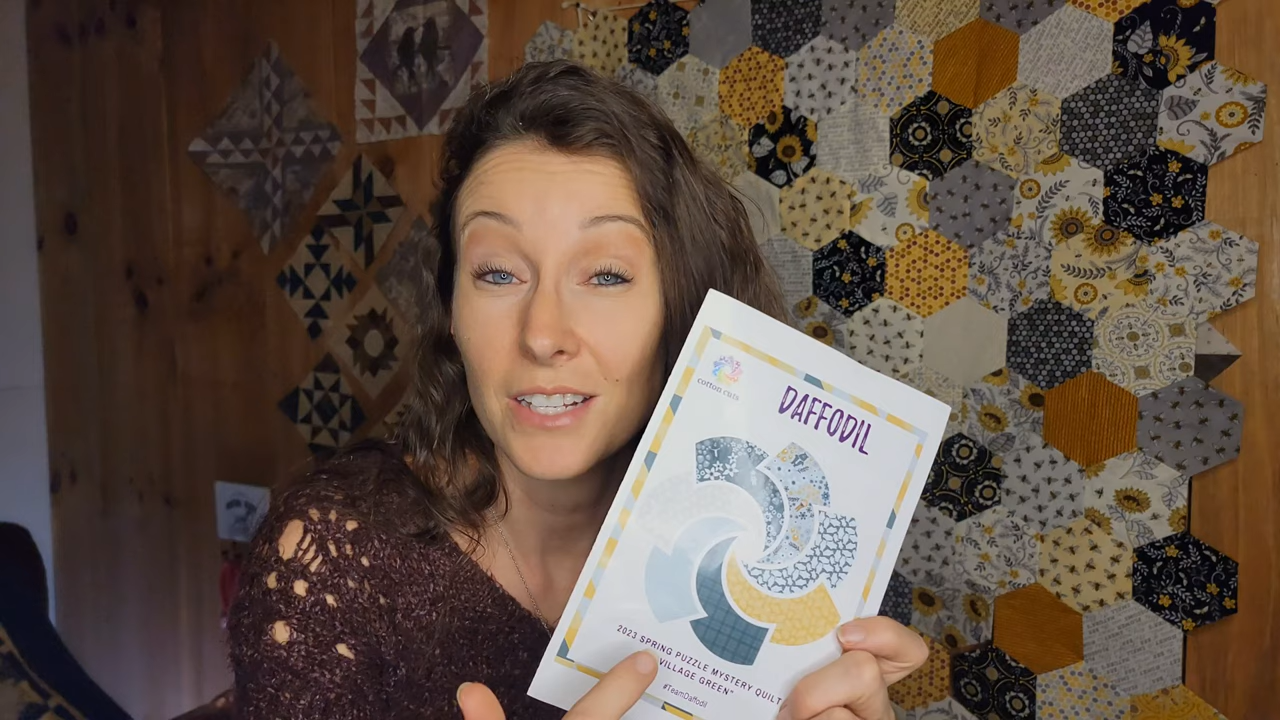 cotton cuts
DAFFODIL
2023 SPRING PUZZLE MYSTERY QUILT
VILLAGE GREEN"
#TeamDaffodil